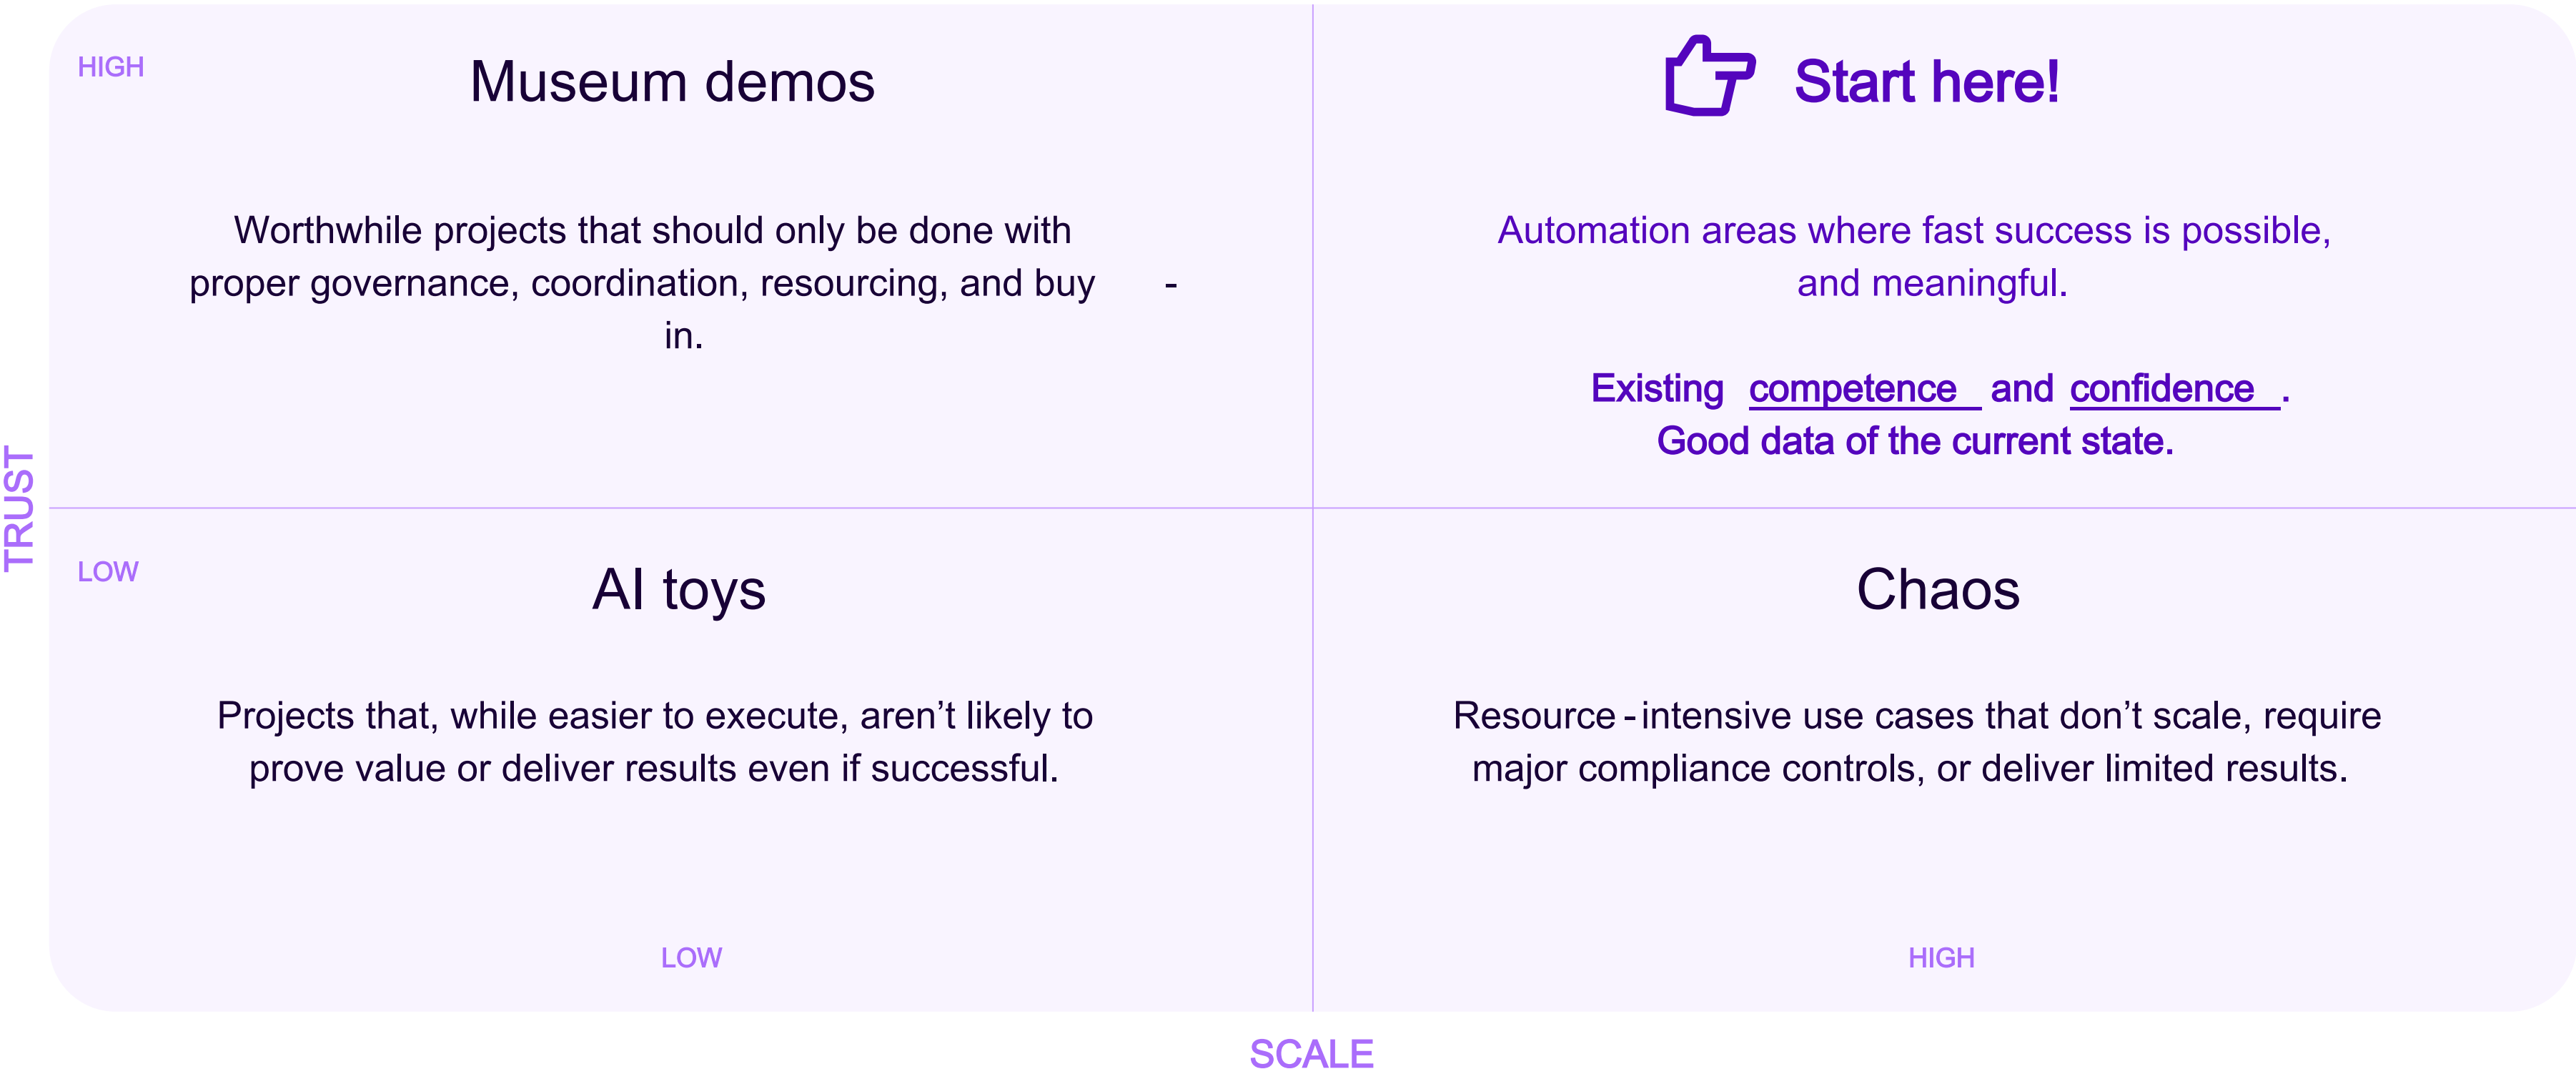 HIGH
Museum demos
Worthwhile projects that should only be done with
proper governance, coordination, resourcing, and buy -
in.
Start here!
Automation areas where fast success is possible,
and meaningful.
Existing competence and confidence .
Good data of the current state.
TRUST
LOW
AI toys
Projects that, while easier to execute, aren’t likely to
prove value or deliver results even if successful.
Chaos
Resource -intensive use cases that don’t scale, require
major compliance controls, or deliver limited results.
LOW
HIGH
SCALE